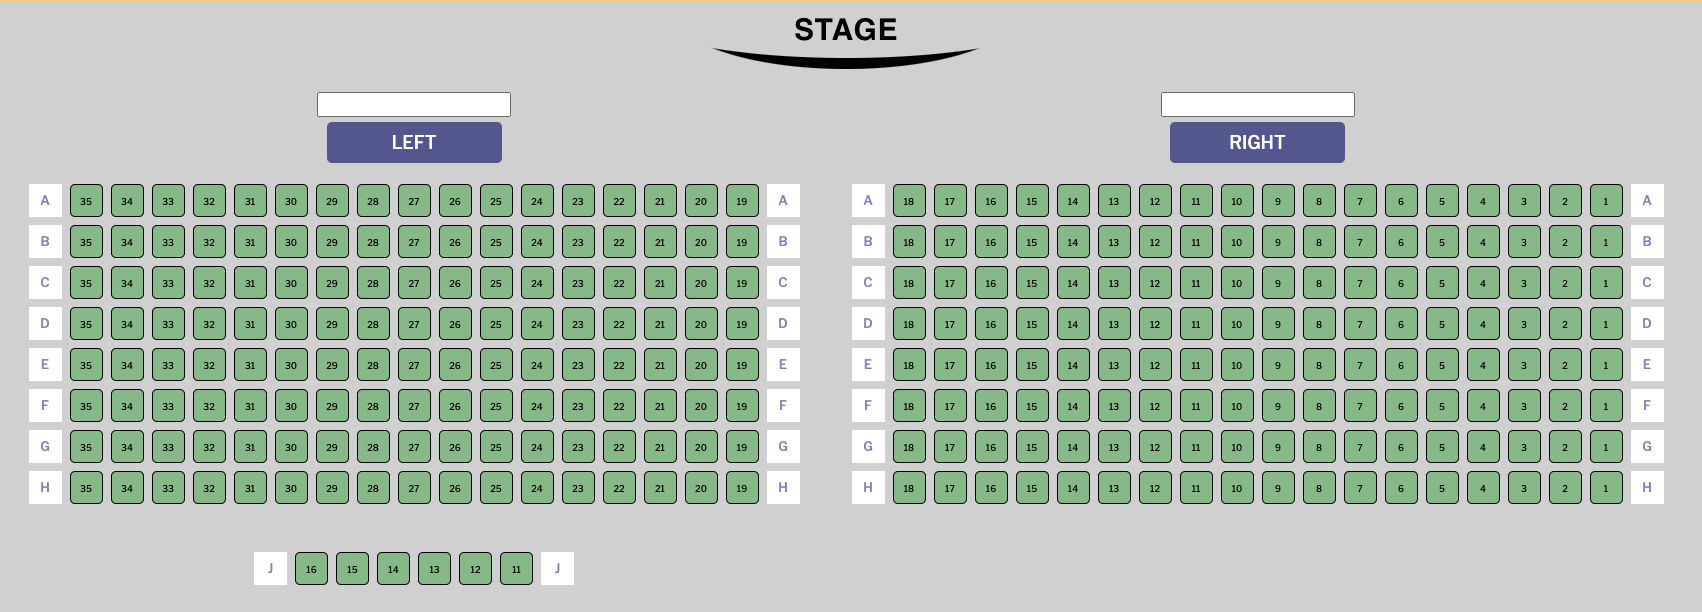 STAGE
LEFT RIGHT
A 35 34 33 32 31 30 29 28 27 26 25 24 23 22 21 20 19 A A 18 17 16 15 14 13 12 11 10 9 8 7 6 5 4 3 2 1 A
B 35 34 33 32 31 30 29 28 27 26 25 24 23 22 21 20 19 B B 18 17 16 15 14 13 12 11 10 9 8 7 6 5 4 3 2 1 B
C 35 34 33 32 31 30 29 28 27 26 25 24 23 22 21 20 19 C C 18 17 16 15 14 13 12 11 10 9 8 7 6 5 4 3 2 1 C
D 35 34 33 32 31 30 29 28 27 26 25 24 23 22 21 20 19 D D 18 17 16 15 14 13 12 11 10 9 8 7 6 5 4 3 2 1 D
E 35 34 33 32 31 30 29 28 27 26 25 24 23 22 21 20 19 E E 18 17 16 15 14 13 12 11 10 9 8 7 6 5 4 3 2 1 E
F 35 34 33 32 31 30 29 28 27 26 25 24 23 22 21 20 19 F F 18 17 16 15 14 13 12 11 10 9 8 7 6 5 4 3 2 1 F
G 35 34 33 32 31 30 29 28 27 26 25 24 23 22 21 20 19 G G 18 17 16 15 14 13 12 11 10 9 8 7 6 5 4 3 2 1 G
H 35 34 33 32 31 30 29 28 27 26 25 24 23 22 21 20 19 H H 18 17 16 15 14 13 12 11 10 9 8 7 6 5 4 3 2 1 H
J 16 15 14 13 12 11 J